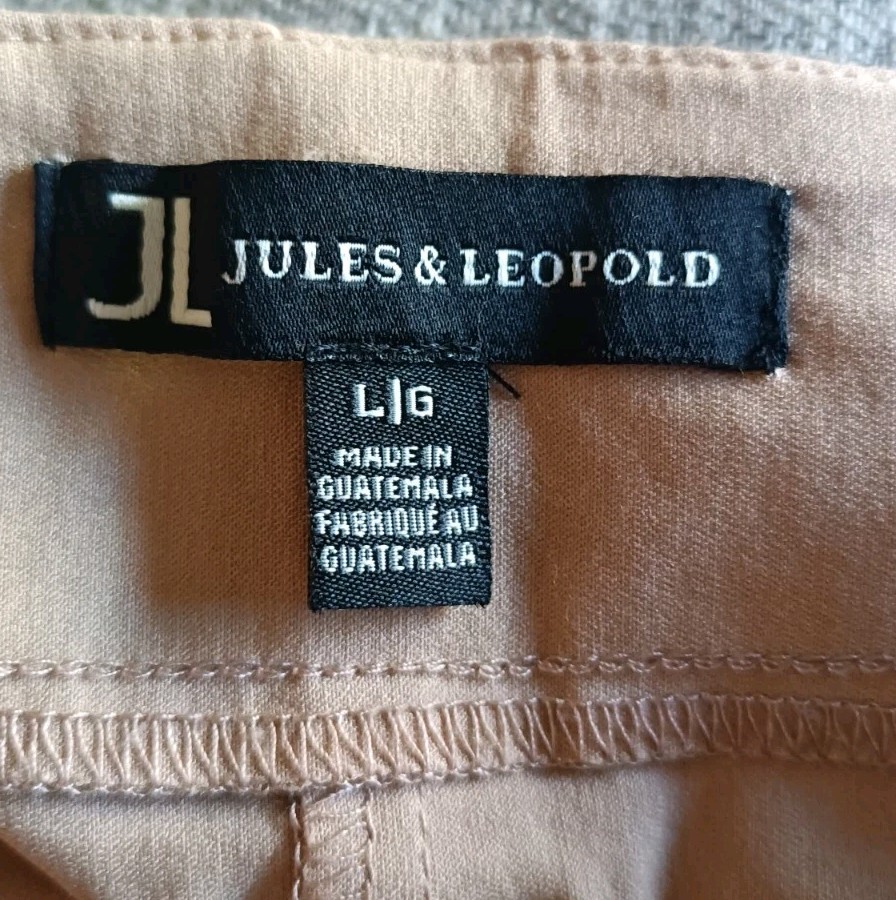 JL JULES & LEOPOLD
L|G
MADE IN
GUATEMALA
FABRIQUÉ AU
GUATEMALA